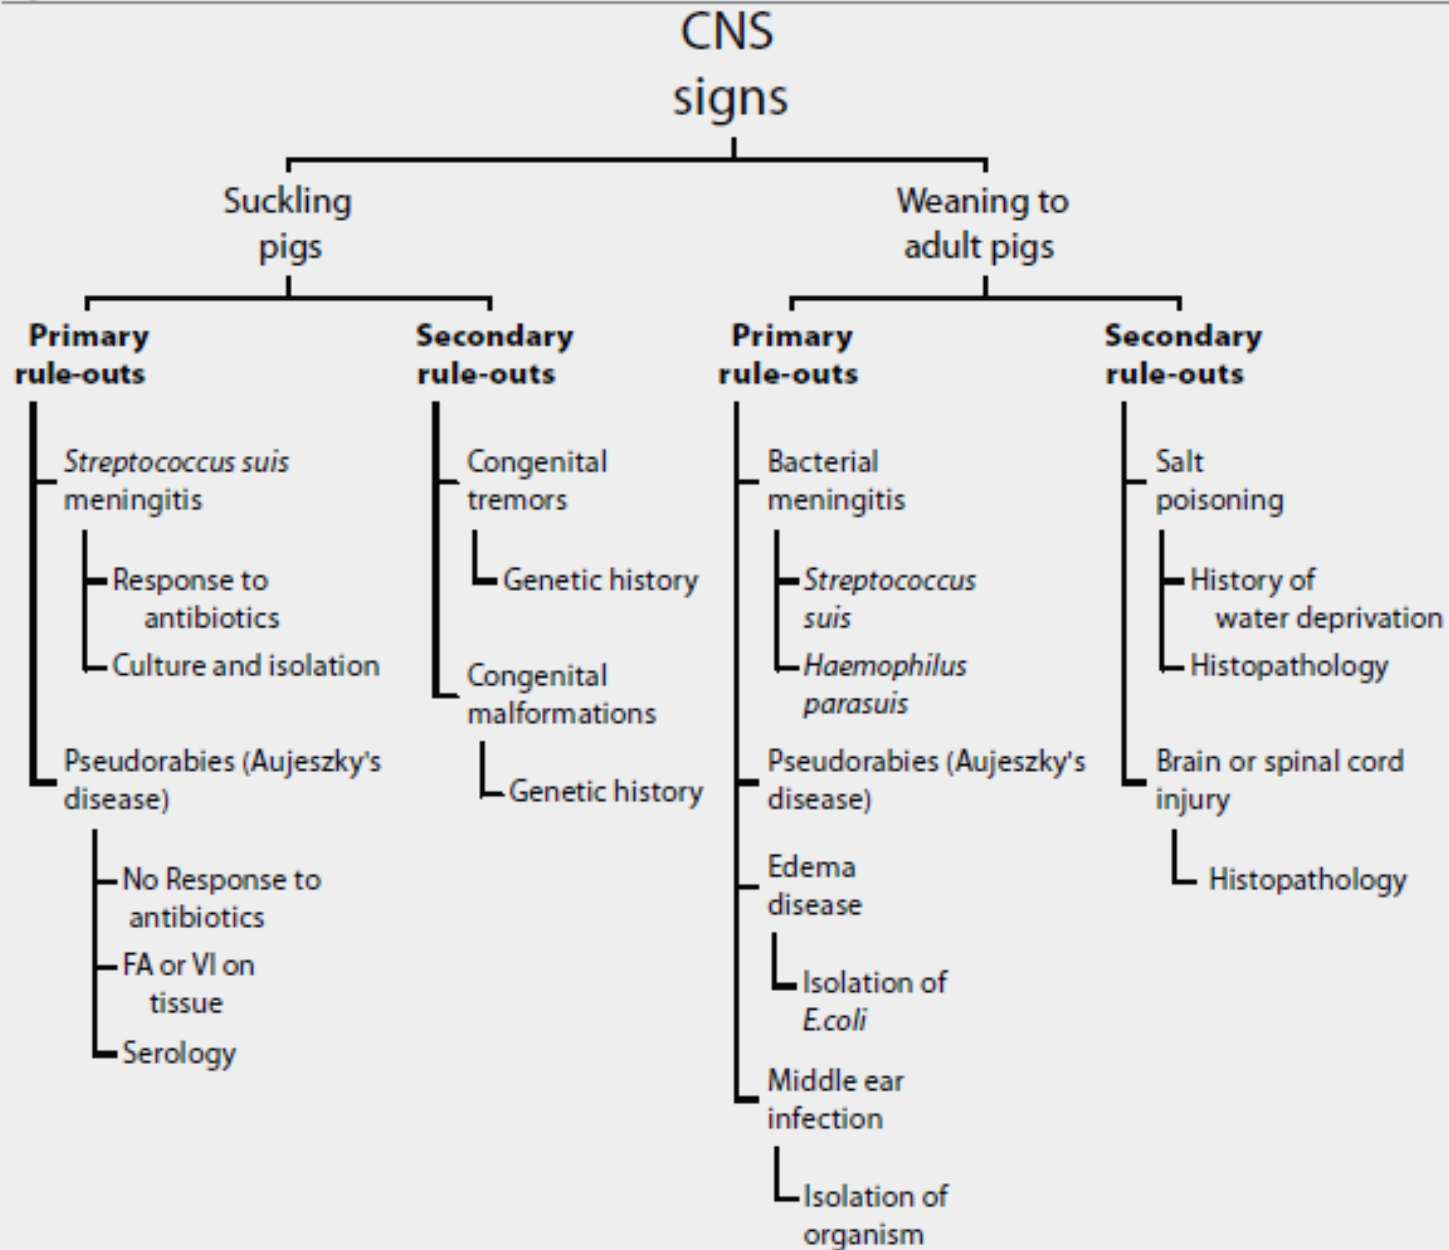 CNS
signs
Suckling
pigs
Primary
rule-outs
Streptococcus suis
meningitis
Response to
antibiotics
Culture and isolation
Pseudorabies (Aujeszky's
disease)
No Response to
antibiotics
FA or VI on
tissue
Serology
Secondary
rule-outs
Congenital
tremors
Genetic history
Congenital
malformations
Genetic history
Weaning to
adult pigs
Primary
rule-outs
Bacterial
meningitis
Streptococcus
suis
Haemophilus
parasuis
Pseudorabies (Aujeszky's
disease)
Edema
disease
Isolation of
E.coli
Middle ear
infection
Isolation of
organism
Secondary
rule-outs
Salt
poisoning
History of
water deprivation
Histopathology
Brain or spinal cord
injury
Histopathology